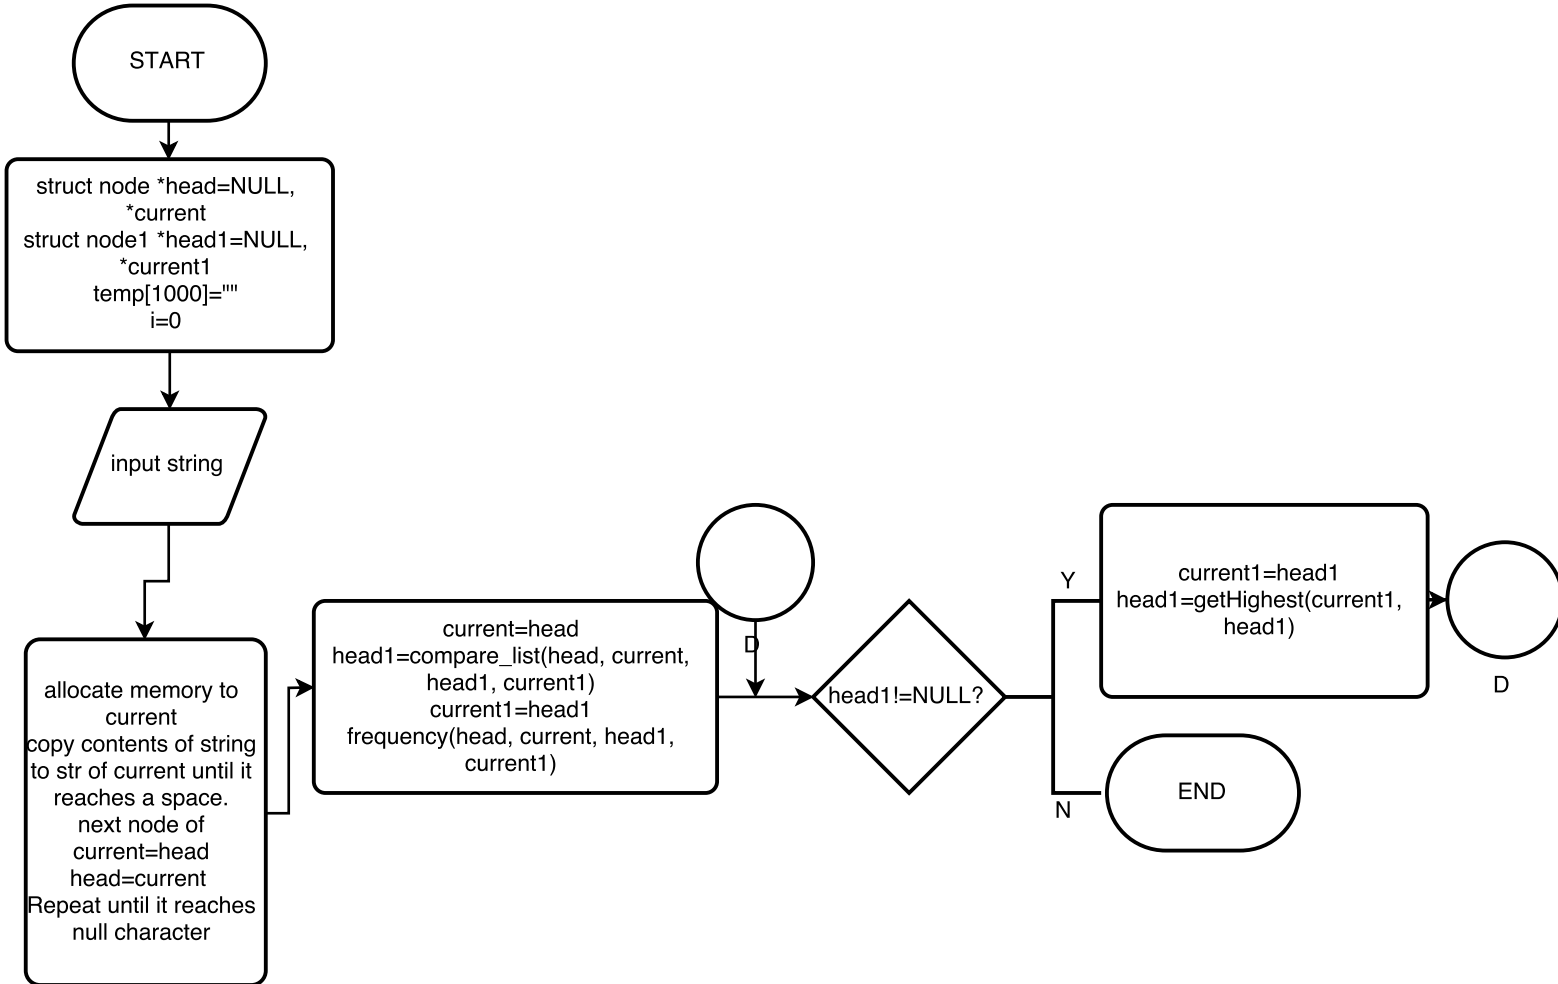 START
struct node *head=NULL,
*current
struct node1 *head1=NULL,
*current1
temp[1000]=""
i=0
input string
allocate memory to
current
copy contents of string
to str of current until it
reaches a space.
next node of
current=head
head=current
Repeat until it reaches
null character
current=head
head1=compare_list(head, current,
head1, current1)
current1=head1
frequency(head, current, head1,
current1)
D
head1!=NULL?
Y
current1=head1
head1=getHighest(current1,
head1)
D
N
END